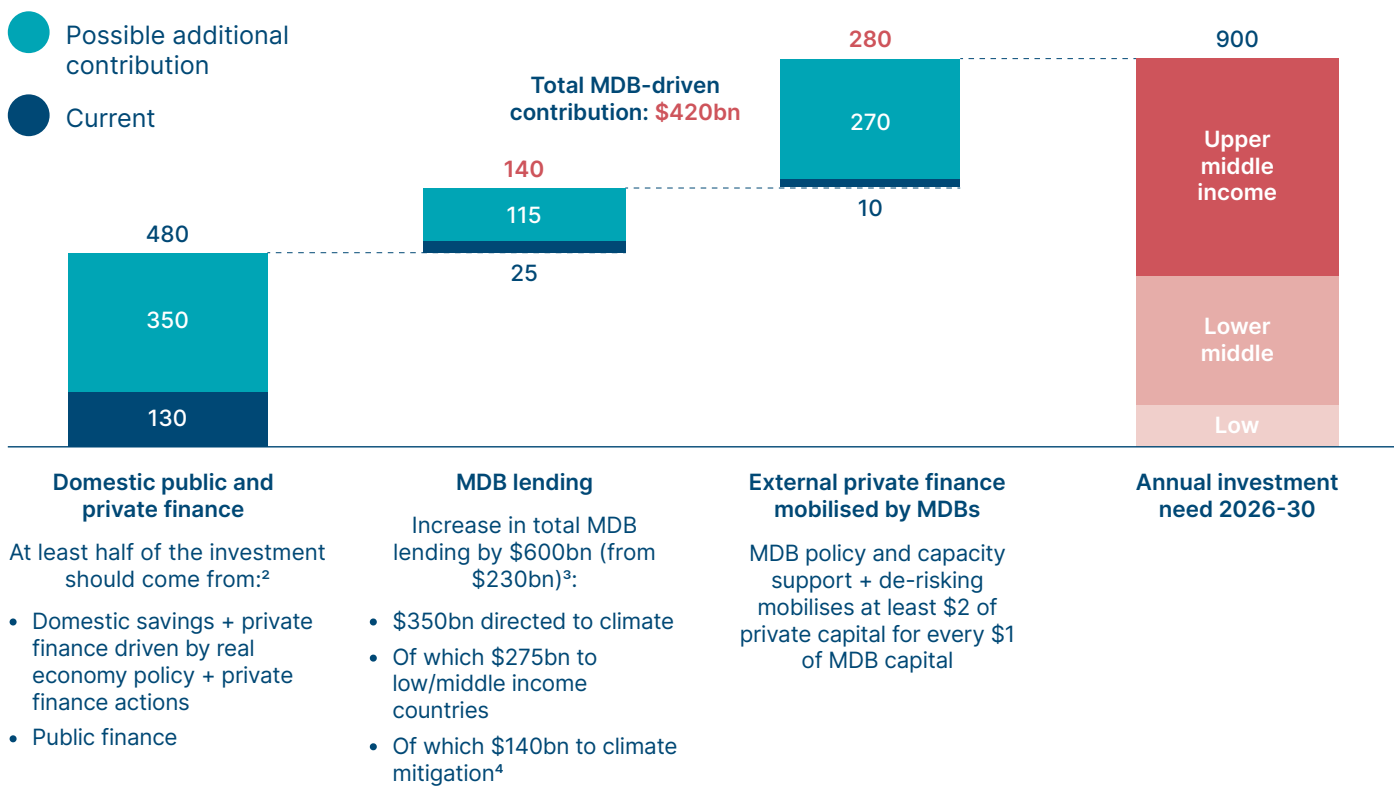 Possible additional
contribution
Current
480
350
130
Total MDB-driven
contribution: $420bn
140
115
25
280
270
10
900
Upper
middle
income
Lower
middle
Low
Domestic public and
private finance
At least half of the investment
should come from:²
• Domestic savings + private
finance driven by real
economy policy + private
finance actions
• Public finance
MDB lending
Increase in total MDB
lending by $600bn (from
$230bn)³:
• $350bn directed to climate
• Of which $275bn to
low/middle income
countries
• Of which $140bn to climate
mitigation⁴
External private finance
mobilised by MDBs
MDB policy and capacity
support + de-risking
mobilises at least $2 of
private capital for every $1
of MDB capital
Annual investment
need 2026-30